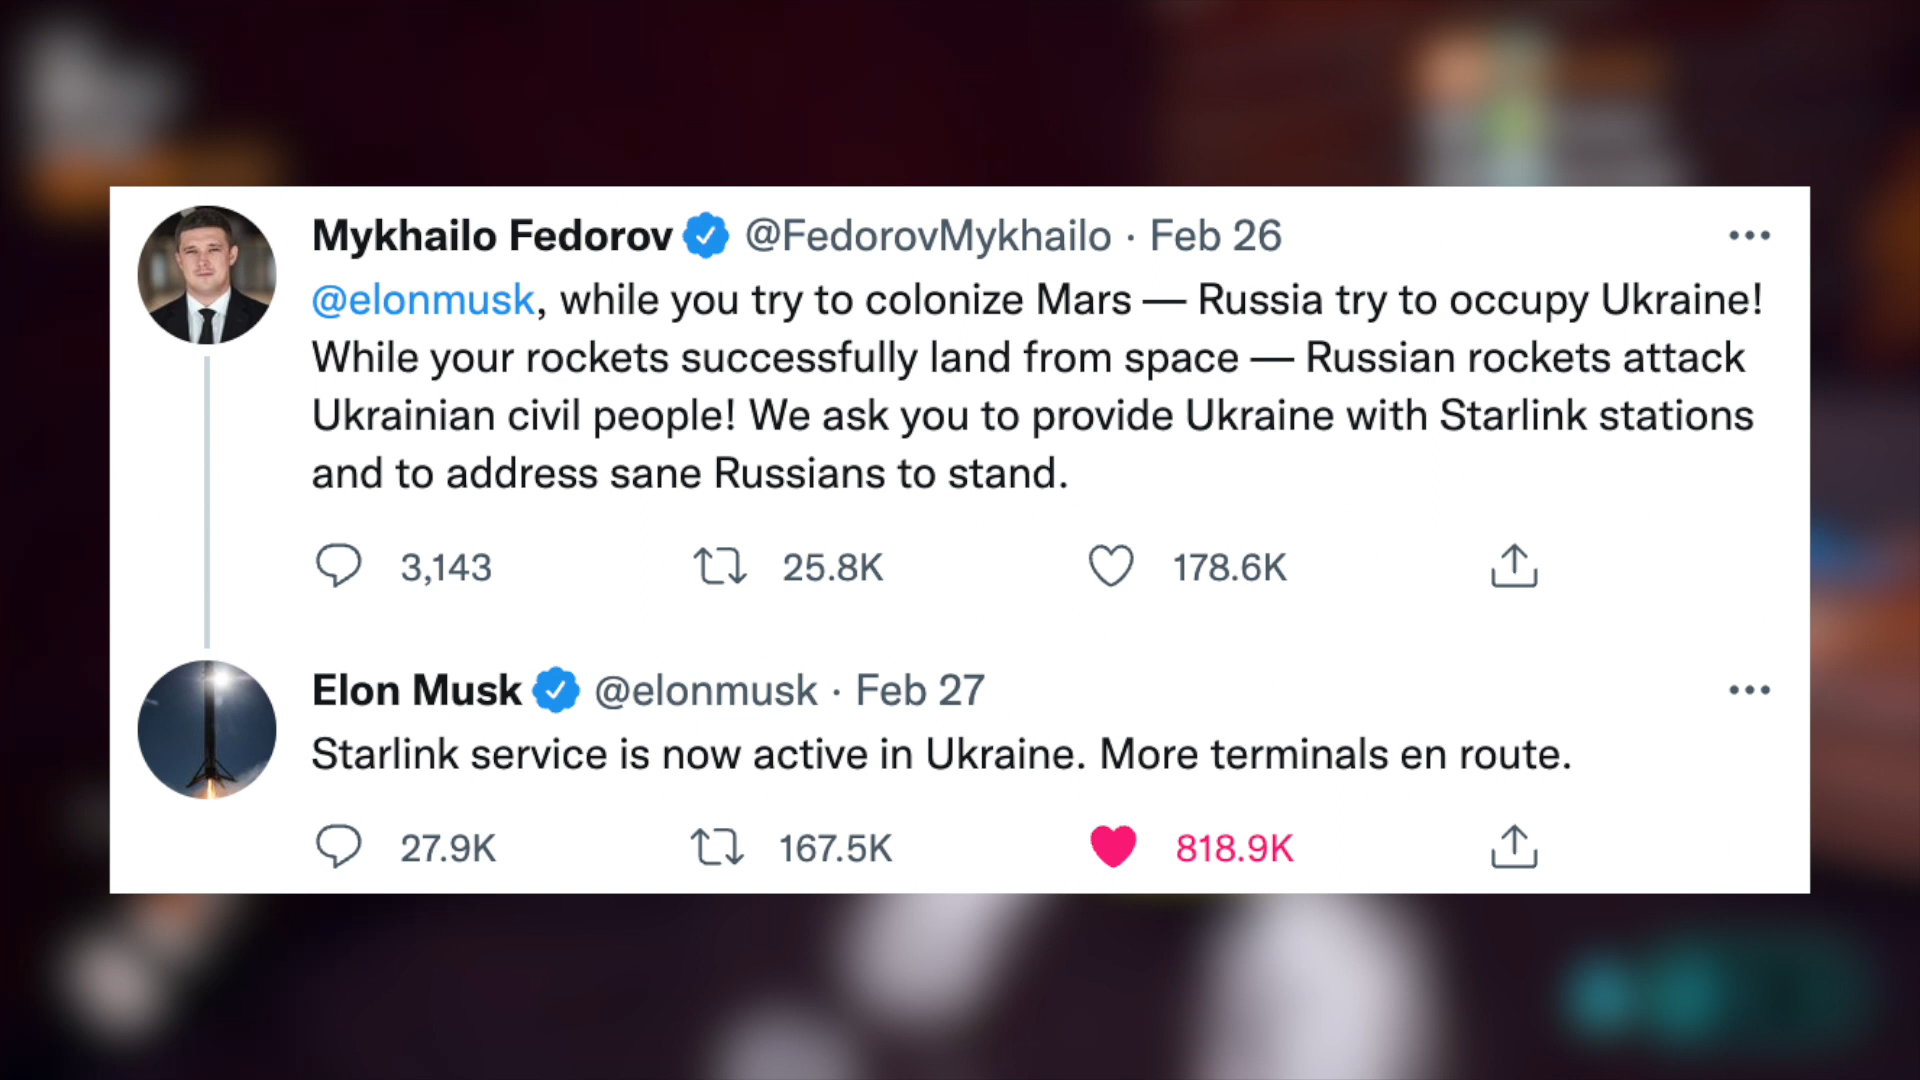 Mykhailo Fedorov @FedorovMykhailo · Feb 26
@elonmusk, while you try to colonize Mars — Russia try to occupy Ukraine!
While your rockets successfully land from space — Russian rockets attack
Ukrainian civil people! We ask you to provide Ukraine with Starlink stations
and to address sane Russians to stand.
3,143 25.8K 178.6K
Elon Musk @elonmusk · Feb 27
Starlink service is now active in Ukraine. More terminals en route.
27.9K 167.5K 818.9K